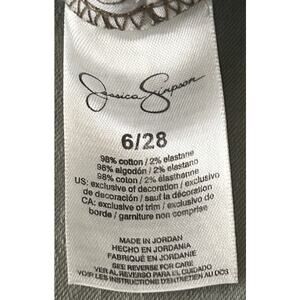 Jessica Simpson
6/28
98% cotton / 2% elastane
98% algodón / 2% elastano
98% coton / 2% élasthanne
US: exclusive of decoration / exclusivo
de decoración / sauf la décoration
CA: exclusive of trim / exclusivo de
borde / garniture non comprise
MADE IN JORDAN
HECHO EN JORDANIA
FABRIQUÉ EN JORDANIE
SEE REVERSE FOR CARE
VER AL REVERSO PARA EL CUIDADO
VOIR LES INSTRUCTIONS D'ENTRETIEN AU DOS